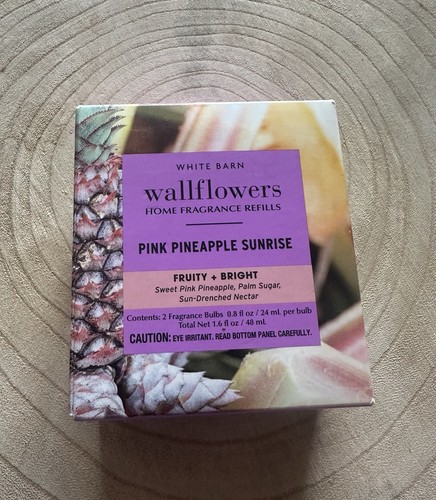 WHITE BARN
wallflowers
HOME FRAGRANCE REFILLS
PINK PINEAPPLE SUNRISE
FRUITY + BRIGHT
Sweet Pink Pineapple, Palm Sugar,
Sun-Drenched Nectar
Contents: 2 Fragrance Bulbs 0.8 fl oz / 24 mL per bulb
Total Net 1.6 fl oz / 48 mL
CAUTION: EYE IRRITANT. READ BOTTOM PANEL CAREFULLY.